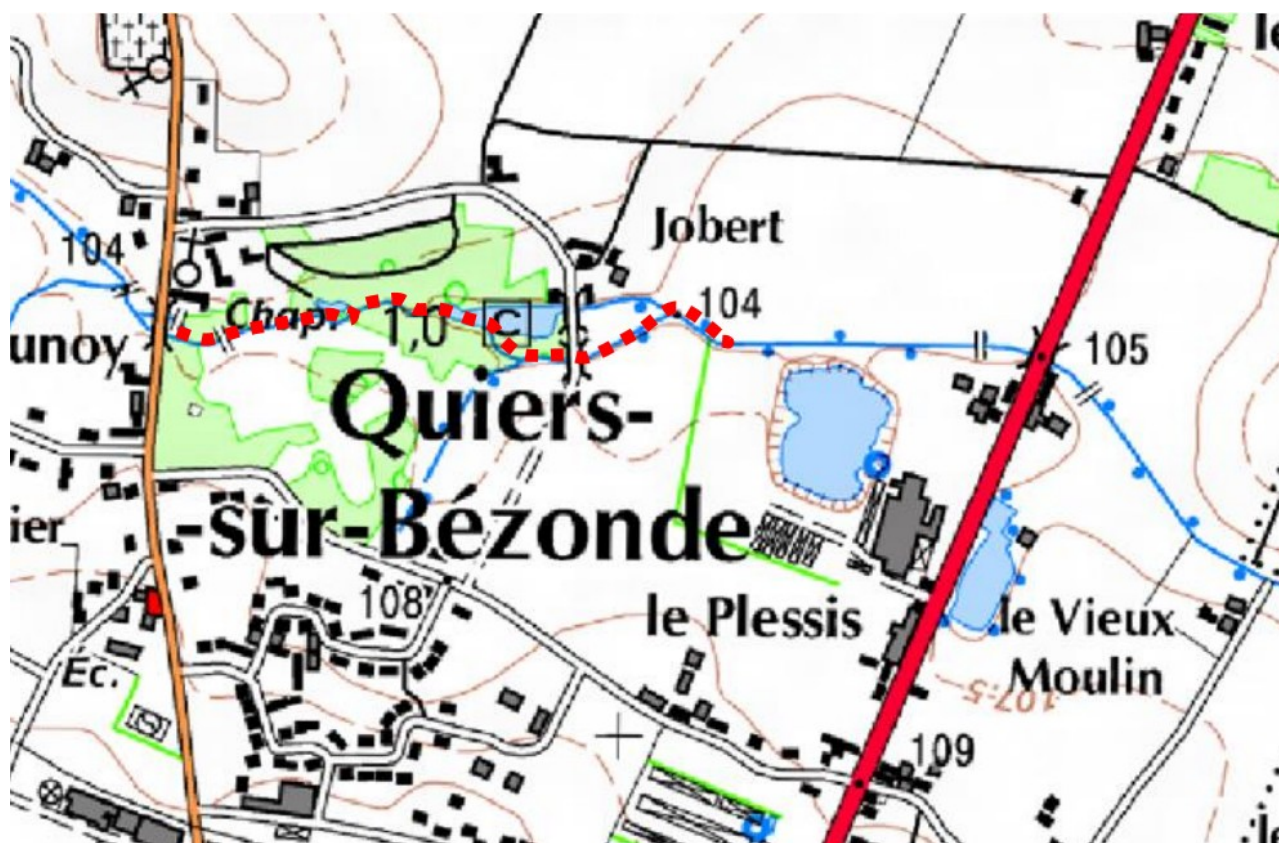 104
Jobert
104
Chap.
1,0
C
unoy
105
Quiers-
-sur-Bézonde
ier
108
le Plessis
le Vieux
Moulin
Ec.
107.5
109